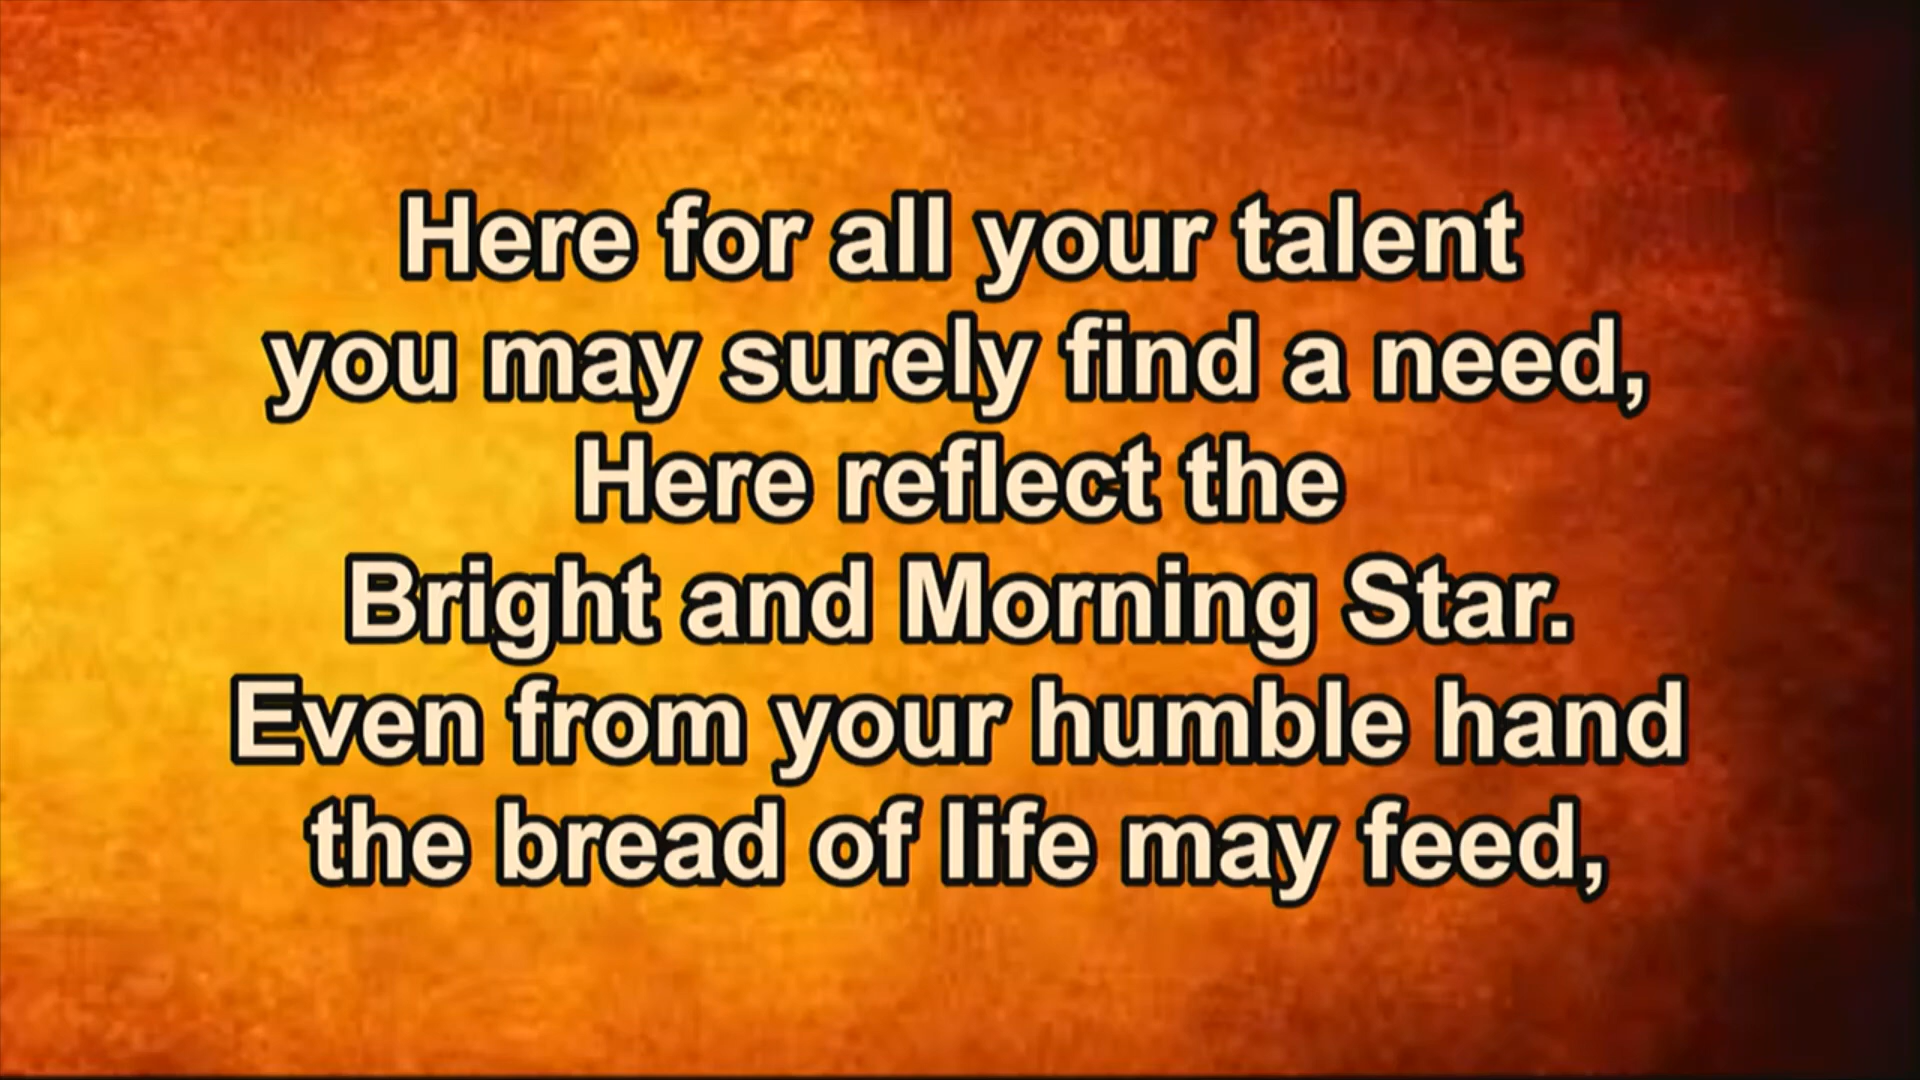 Here for all your talent
you may surely find a need,
Here reflect the
Bright and Morning Star.
Even from your humble hand
the bread of life may feed,